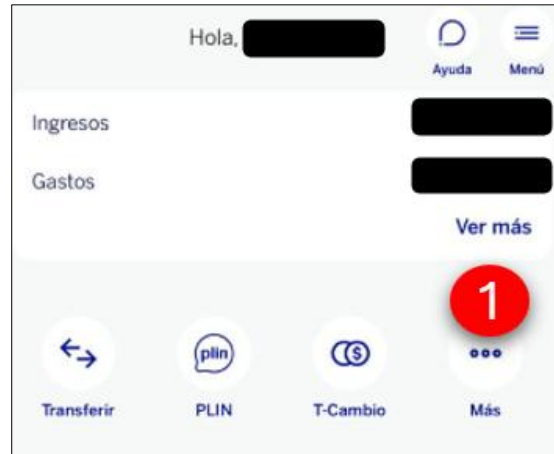 Hola,
Ayuda
Menú
Ingresos
Gastos
Ver más
1
plin
$
Transferir
PLIN
T-Cambio
Más